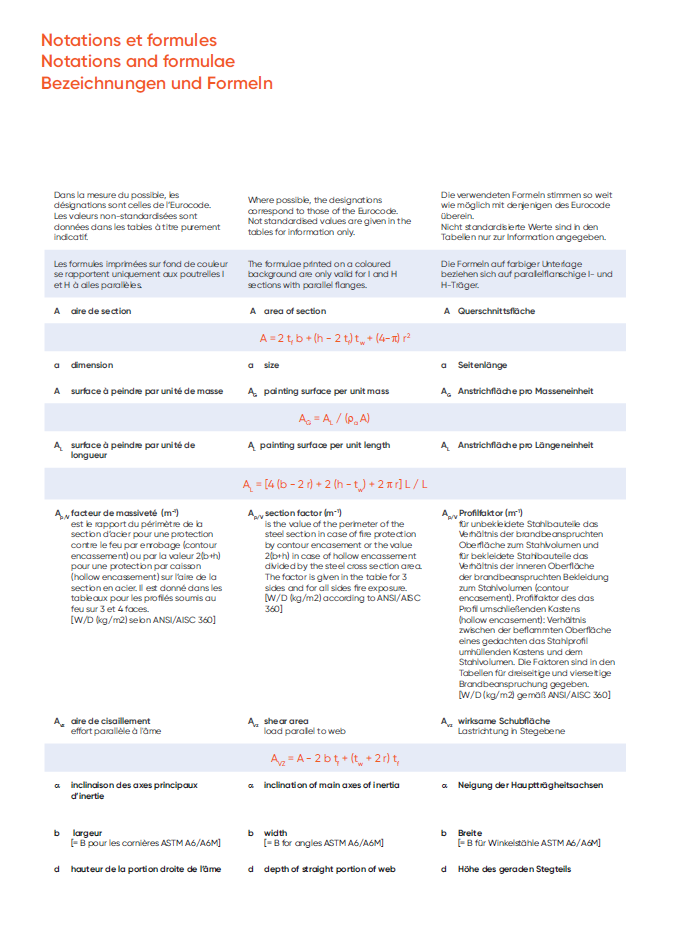 Notations et formules
Notations and formulae
Bezeichnungen und Formeln
Dans la mesure du possible, les
désignations sont celles de l'Eurocode.
Les valeurs non-standardisées sont
données dans les tables à titre purement
indicatif.
Where possible, the designations
correspond to those of the Eurocode.
Not standardised values are given in the
tables for information only.
Die verwendeten Formeln stimmen so weit
wie möglich mit denjenigen des Eurocode
überein.
Nicht standardisierte Werte sind in den
Tabellen nur zur Information angegeben.
Les formules imprimées sur fond de couleur
se rapportent uniquement aux poutrelles I
et H à ailes parallèles.
The formulae printed on a coloured
background are only valid for I and H
sections with parallel flanges.
Die Formeln auf farbiger Unterlage
beziehen sich auf parallelflanschige I- und
H-Träger.
A aire de section
A area of section
A Querschnittsfläche
A = 2 t_f b + (h – 2 t_f) t_w + (4–π) r²
a dimension
a size
a Seitenlänge
A surface à peindre par unité de masse
A_G painting surface per unit mass
A_G Anstrichfläche pro Masseneinheit
A_G = A_L / (ρ_a A)
A_L surface à peindre par unité de
longueur
A_L painting surface per unit length
A_L Anstrichfläche pro Längeneinheit
A_L = [4 (b – 2 r) + 2 (h – t_w) + 2 π r] L / L
A_p/V facteur de massiveté (m⁻¹)
est le rapport du périmètre de la
section d'acier pour une protection
contre le feu par enrobage (contour
encassement) ou par la valeur 2(b+h)
pour une protection par caisson
(hollow encassement) sur l'aire de la
section en acier. Il est donné dans les
tableaux pour les profilés soumis au
feu sur 3 et 4 faces.
[W/D (kg/m2) selon ANSI/AISC 360]
A_p/V section factor (m⁻¹)
is the value of the perimeter of the
steel section in case of fire protection
by contour encasement or the value
2(b+h) in case of hollow encasement
divided by the steel cross section area.
The factor is given in the table for 3
sides and for all sides fire exposure.
[W/D (kg/m2) according to ANSI/AISC
360]
A_p/V Profilfaktor (m⁻¹)
für unbekleidete Stahlbauteile das
Verhältnis der brandbeanspruchten
Oberfläche zum Stahlvolumen und
für bekleidete Stahlbauteile das
Verhältnis der inneren Oberfläche
der brandbeanspruchten Bekleidung
zum Stahlvolumen (contour
encasement). Profilfaktor des das
Profil umschließenden Kastens
(hollow encasement): Verhältnis
zwischen der beflammten Oberfläche
eines gedachten das Stahlprofil
umhüllenden Kastens und dem
Stahlvolumen. Die Faktoren sind in den
Tabellen für dreiseitige und vierseitige
Brandbeanspruchung gegeben.
[W/D (kg/m2) gemäß ANSI/AISC 360]
A_vz aire de cisaillement
effort parallèle à l'âme
A_vz shear area
load parallel to web
A_vz wirksame Schubfläche
Lastrichtung in Stegebene
A_VZ = A – 2 b t_f + (t_w + 2 r) t_f
α inclinaison des axes principaux
d'inertie
α inclination of main axes of inertia
α Neigung der Hauptträgheitsachsen
b largeur
[= B pour les cornières ASTM A6/A6M]
b width
[= B for angles ASTM A6/A6M]
b Breite
[= B für Winkelstähle ASTM A6/A6M]
d hauteur de la portion droite de l'âme
d depth of straight portion of web
d Höhe des geraden Stegteils